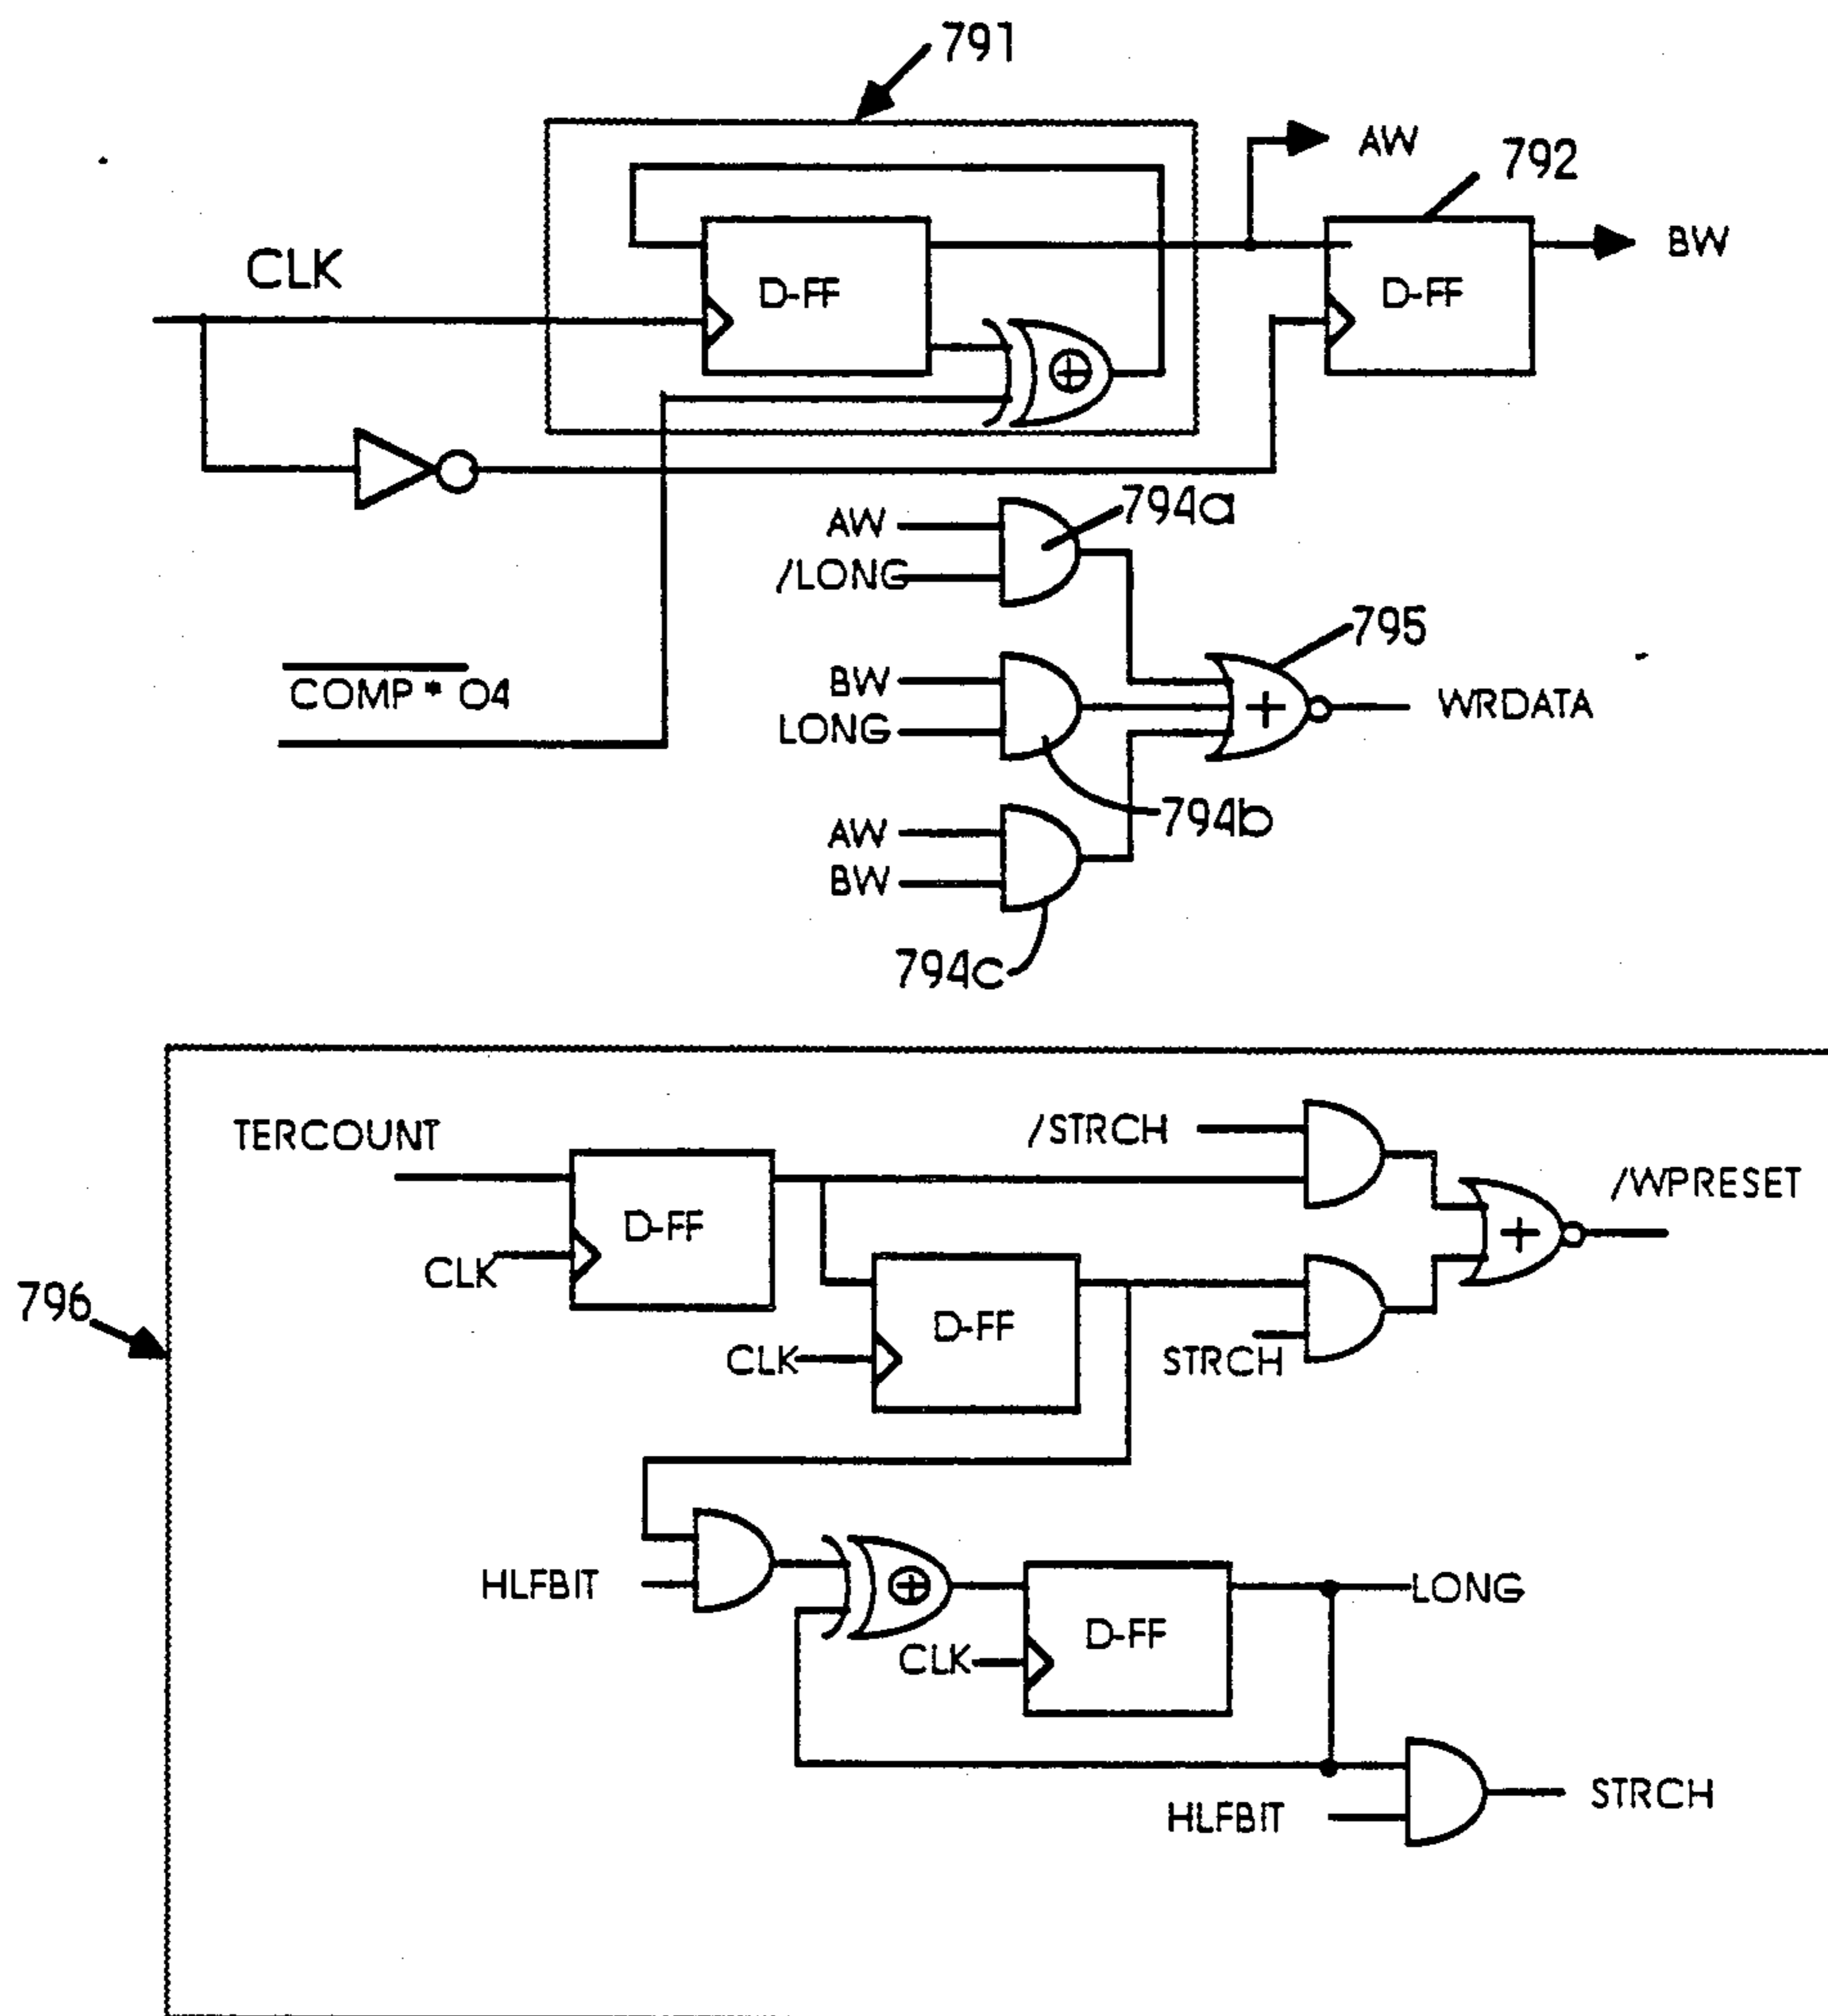 791
AW
792
BW
CLK
D-FF
D-FF
794a
AW
/LONG
795
COMP * O4
BW
LONG
WRDATA
794b
AW
BW
794c
TERCOUNT
/STRCH
/WPRESET
D-FF
CLK
796
D-FF
CLK
STRCH
HLFBIT
LONG
D-FF
CLK
HLFBIT
STRCH